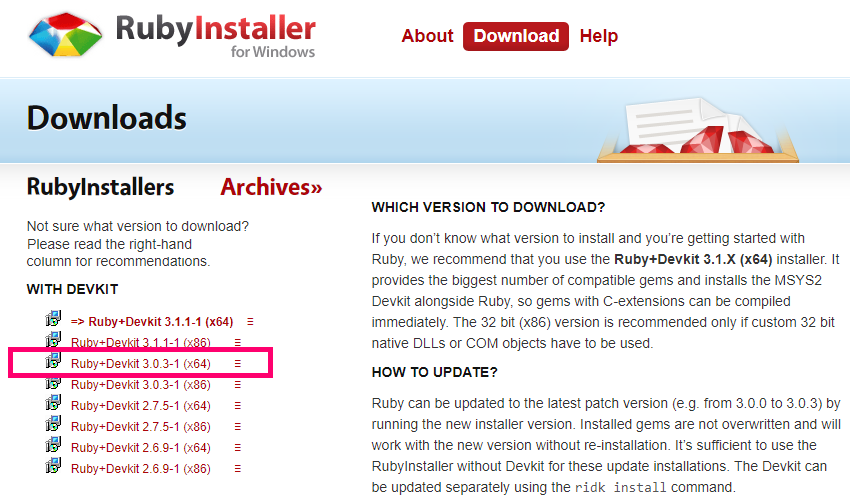 RubyInstaller
for Windows
About Download Help
Downloads
RubyInstallers Archives»
Not sure what version to download?
Please read the right-hand
column for recommendations.
WITH DEVKIT
=> Ruby+Devkit 3.1.1-1 (x64) ≡
Ruby+Devkit 3.1.1-1 (x86) ≡
Ruby+Devkit 3.0.3-1 (x64) ≡
Ruby+Devkit 3.0.3-1 (x86) ≡
Ruby+Devkit 2.7.5-1 (x64) ≡
Ruby+Devkit 2.7.5-1 (x86) ≡
Ruby+Devkit 2.6.9-1 (x64) ≡
Ruby+Devkit 2.6.9-1 (x86) ≡
WHICH VERSION TO DOWNLOAD?
If you don’t know what version to install and you’re getting started with
Ruby, we recommend that you use the Ruby+Devkit 3.1.X (x64) installer. It
provides the biggest number of compatible gems and installs the MSYS2
Devkit alongside Ruby, so gems with C-extensions can be compiled
immediately. The 32 bit (x86) version is recommended only if custom 32 bit
native DLLs or COM objects have to be used.
HOW TO UPDATE?
Ruby can be updated to the latest patch version (e.g. from 3.0.0 to 3.0.3) by
running the new installer version. Installed gems are not overwritten and will
work with the new version without re-installation. It’s sufficient to use the
RubyInstaller without Devkit for these update installations. The Devkit can
be updated separately using the ridk install command.